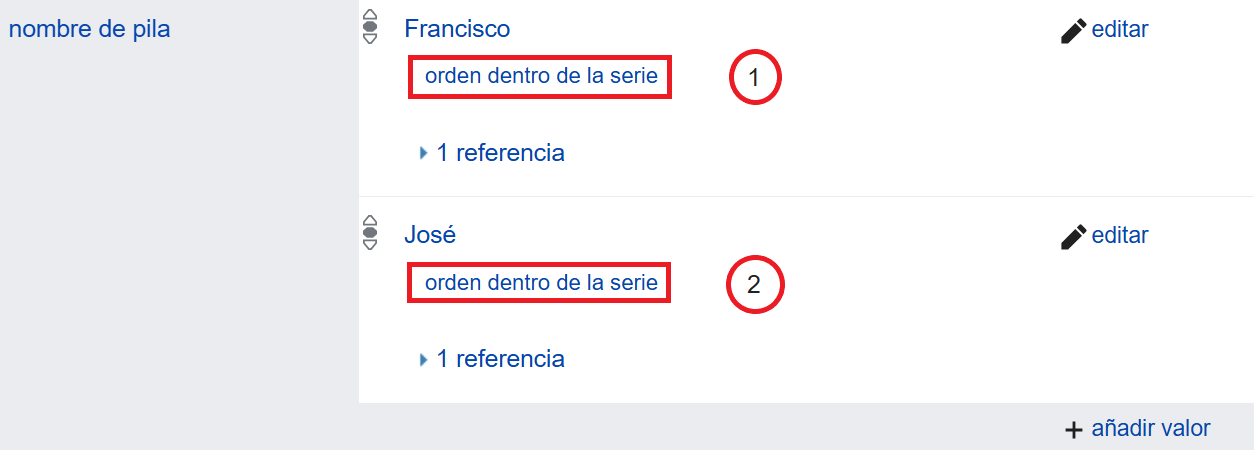 nombre de pila
Francisco
editar
orden dentro de la serie 1
1 referencia
José
editar
orden dentro de la serie 2
1 referencia
+ añadir valor